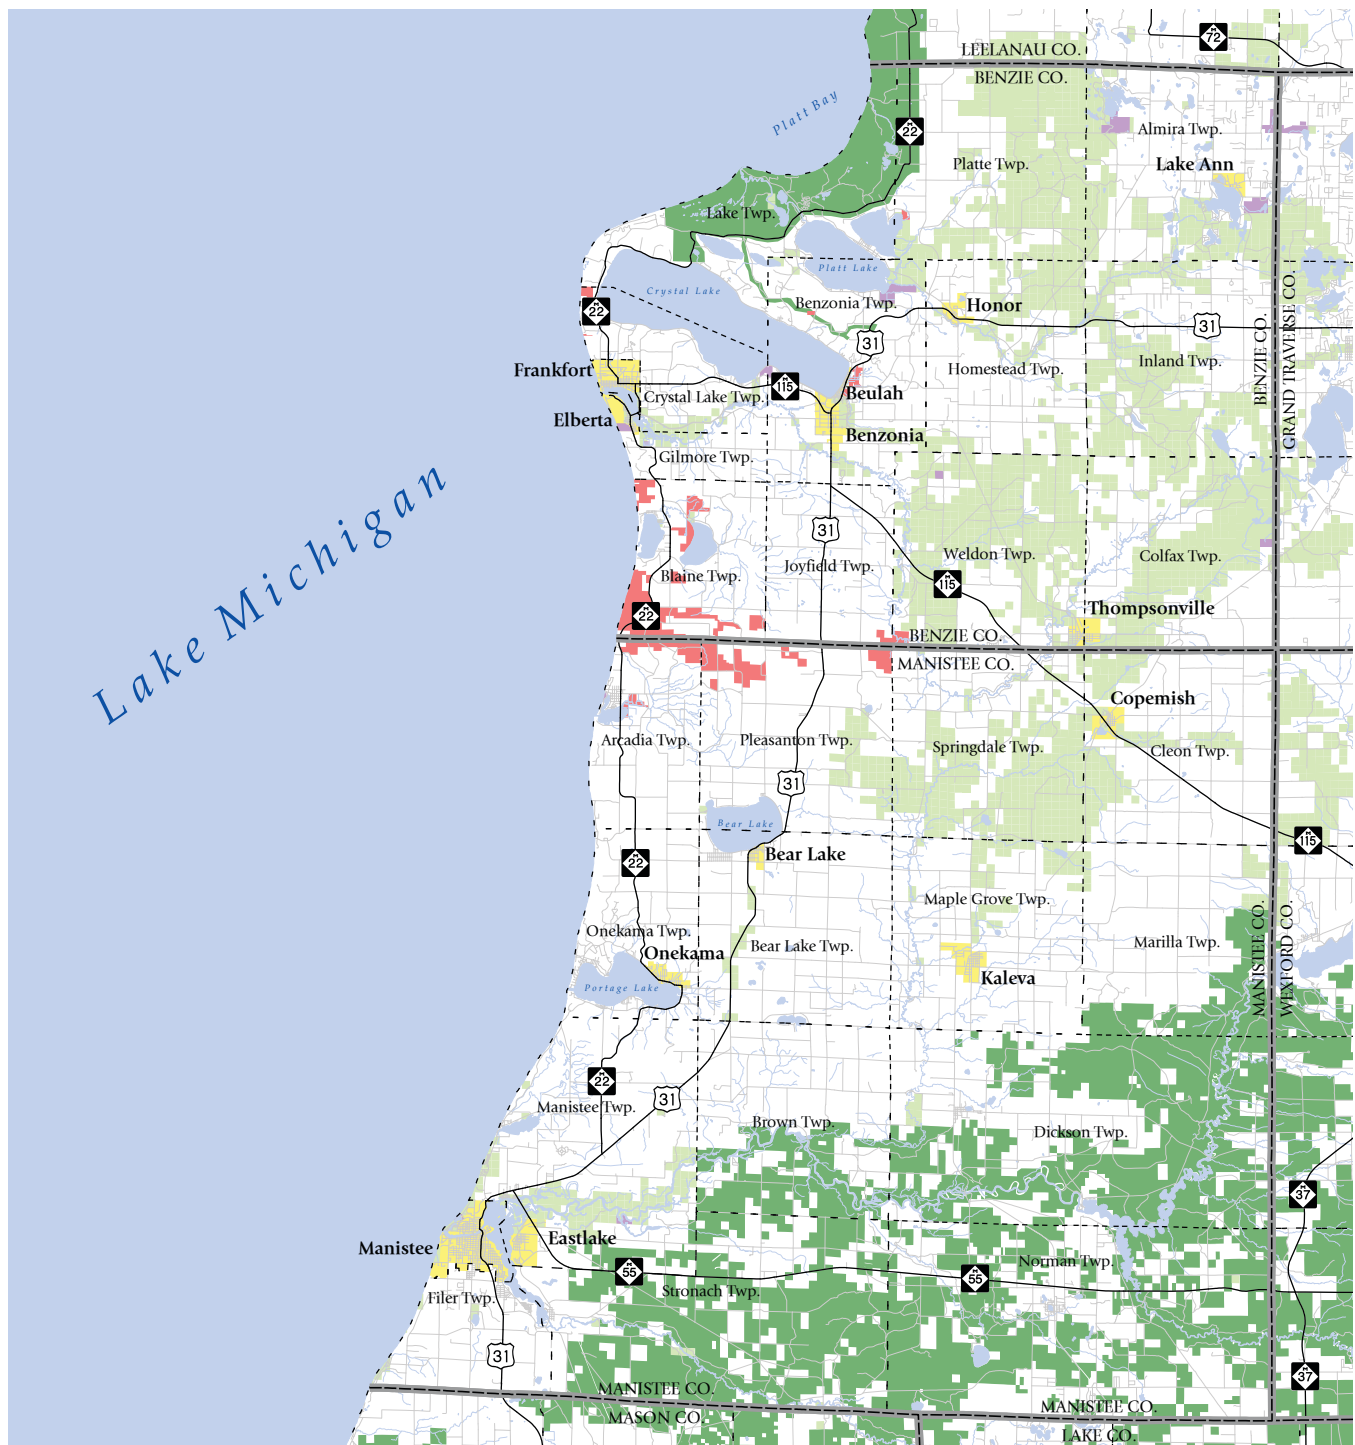 M 72
LEELANAU CO.
BENZIE CO.
Platt Bay
M 22
Almira Twp.
Platte Twp.
Lake Ann
Lake Twp.
Platt Lake
Crystal Lake
Benzonia Twp.
Honor
M 22
31
31
BENZIE CO.
GRAND TRAVERSE CO.
Frankfort
Homestead Twp.
Inland Twp.
M 115
Crystal Lake Twp.
Beulah
Elberta
Benzonia
Gilmore Twp.
Lake Michigan
31
Weldon Twp.
Colfax Twp.
Joyfield Twp.
Blaine Twp.
M 115
Thompsonville
M 22
BENZIE CO.
MANISTEE CO.
Copemish
Arcadia Twp.
Pleasanton Twp.
Springdale Twp.
Cleon Twp.
31
Bear Lake
M 115
Bear Lake
M 22
Maple Grove Twp.
Onekama Twp.
Bear Lake Twp.
Marilla Twp.
Onekama
MANISTEE CO.
WEXFORD CO.
Kaleva
Portage Lake
M 22
31
Manistee Twp.
Brown Twp.
Dickson Twp.
M 37
Eastlake
Manistee
Norman Twp.
M 55
M 55
Stronach Twp.
Filer Twp.
31
M 37
MANISTEE CO.
MASON CO.
MANISTEE CO.
LAKE CO.